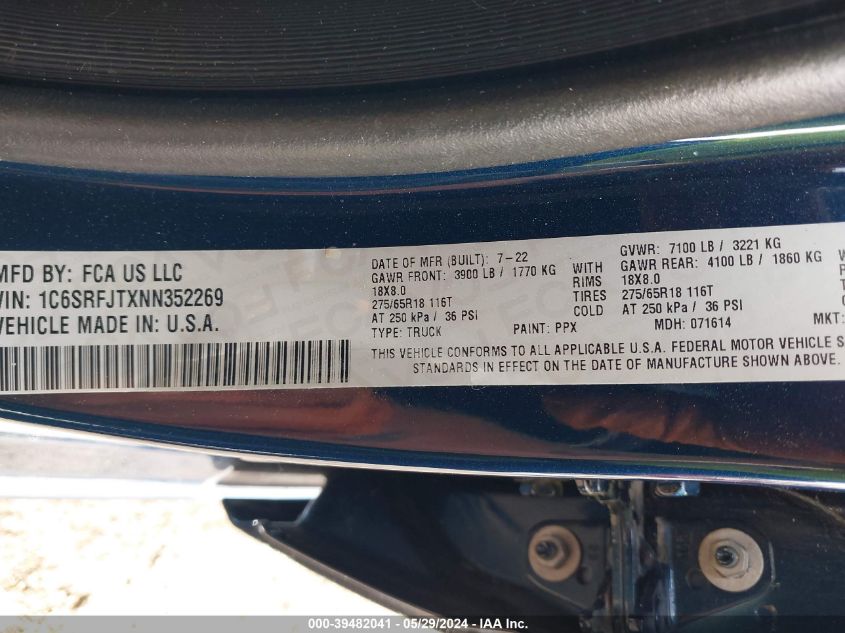 MFD BY: FCA US LLC
VIN: 1C6SRFJTXNN352269
VEHICLE MADE IN: U.S.A.
DATE OF MFR (BUILT): 7-22 GVWR: 7100 LB / 3221 KG
GAWR FRONT: 3900 LB / 1770 KG WITH GAWR REAR: 4100 LB / 1860 KG
18X8.0 RIMS 18X8.0
275/65R18 116T TIRES 275/65R18 116T
AT 250 kPa / 36 PSI COLD AT 250 kPa / 36 PSI
TYPE: TRUCK PAINT: PPX MDH: 071614 MKT:
THIS VEHICLE CONFORMS TO ALL APPLICABLE U.S.A. FEDERAL MOTOR VEHICLE S
STANDARDS IN EFFECT ON THE DATE OF MANUFACTURE SHOWN ABOVE.
000-39482041 - 05/29/2024 - IAA Inc.